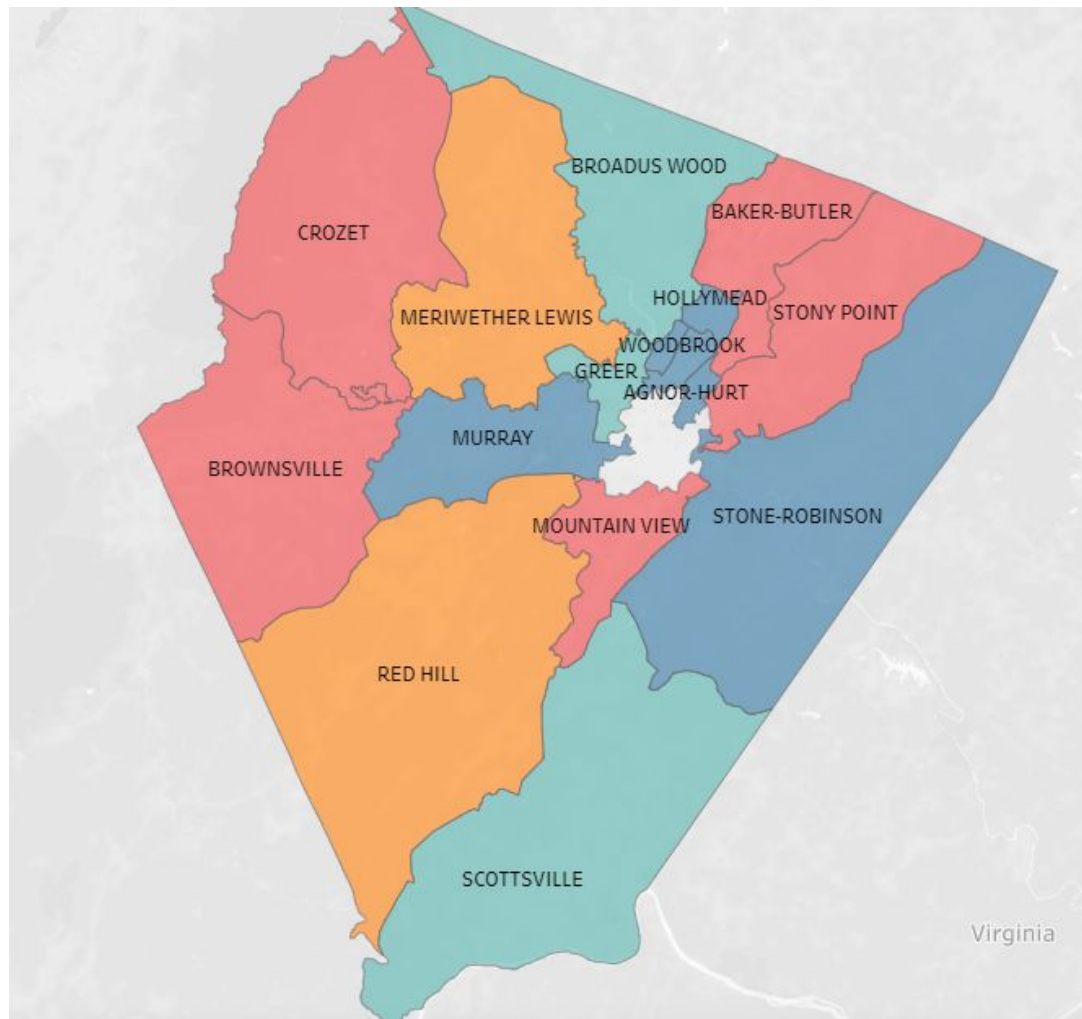 BROADUS WOOD
BAKER-BUTLER
CROZET
HOLLYMEAD
STONY POINT
MERIWETHER LEWIS
WOODBROOK
GREER
AGNOR-HURT
MURRAY
BROWNSVILLE
STONE-ROBINSON
MOUNTAIN VIEW
RED HILL
SCOTTSVILLE
Virginia